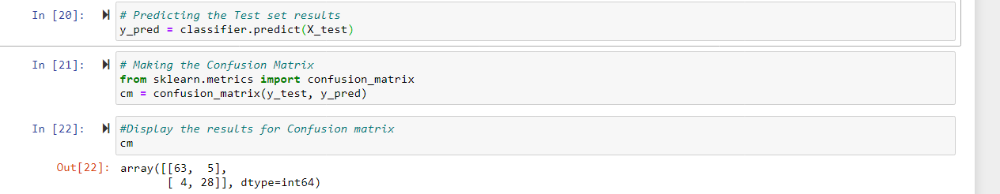 In [20]: # Predicting the Test set results
y_pred = classifier.predict(X_test)
In [21]: # Making the Confusion Matrix
from sklearn.metrics import confusion_matrix
cm = confusion_matrix(y_test, y_pred)
In [22]: #Display the results for Confusion matrix
cm
Out[22]: array([[63,  5],
       [ 4, 28]], dtype=int64)